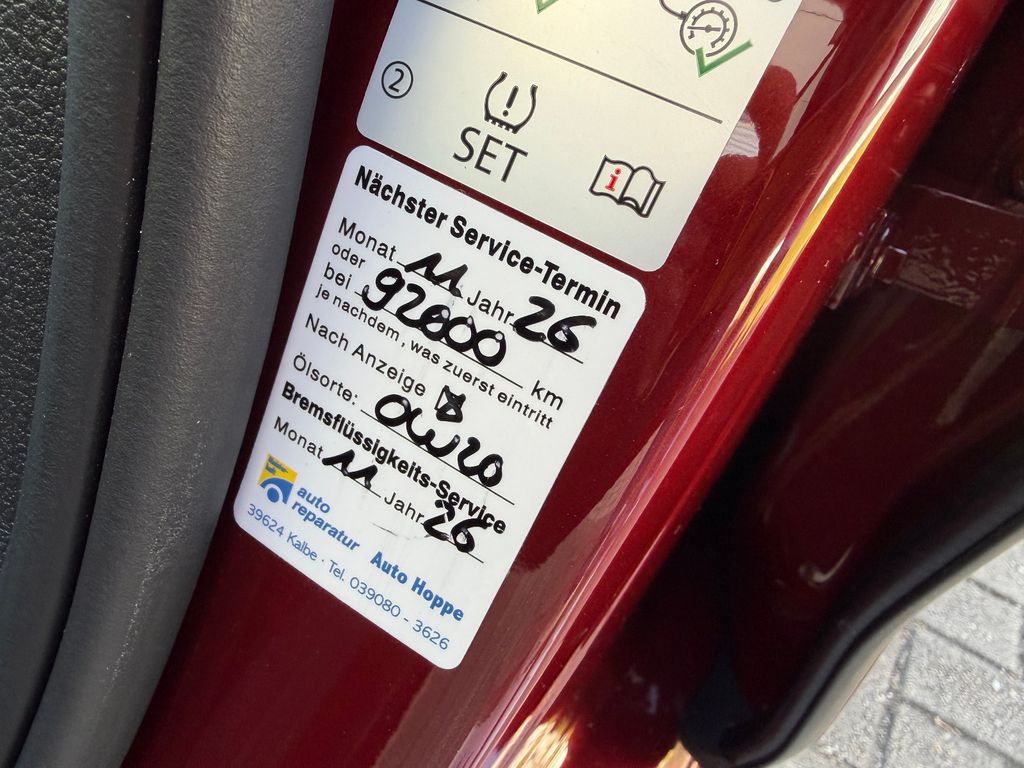 2
SET
i
Nächster Service-Termin
Monat 11 Jahr 26
oder
bei 92000 km
je nachdem, was zuerst eintritt
Nach Anzeige
Ölsorte: 0W20
Bremsflüssigkeits-Service
Monat 11 Jahr 26
auto
reparatur Auto Hoppe
39624 Kalbe · Tel. 039080 - 3626